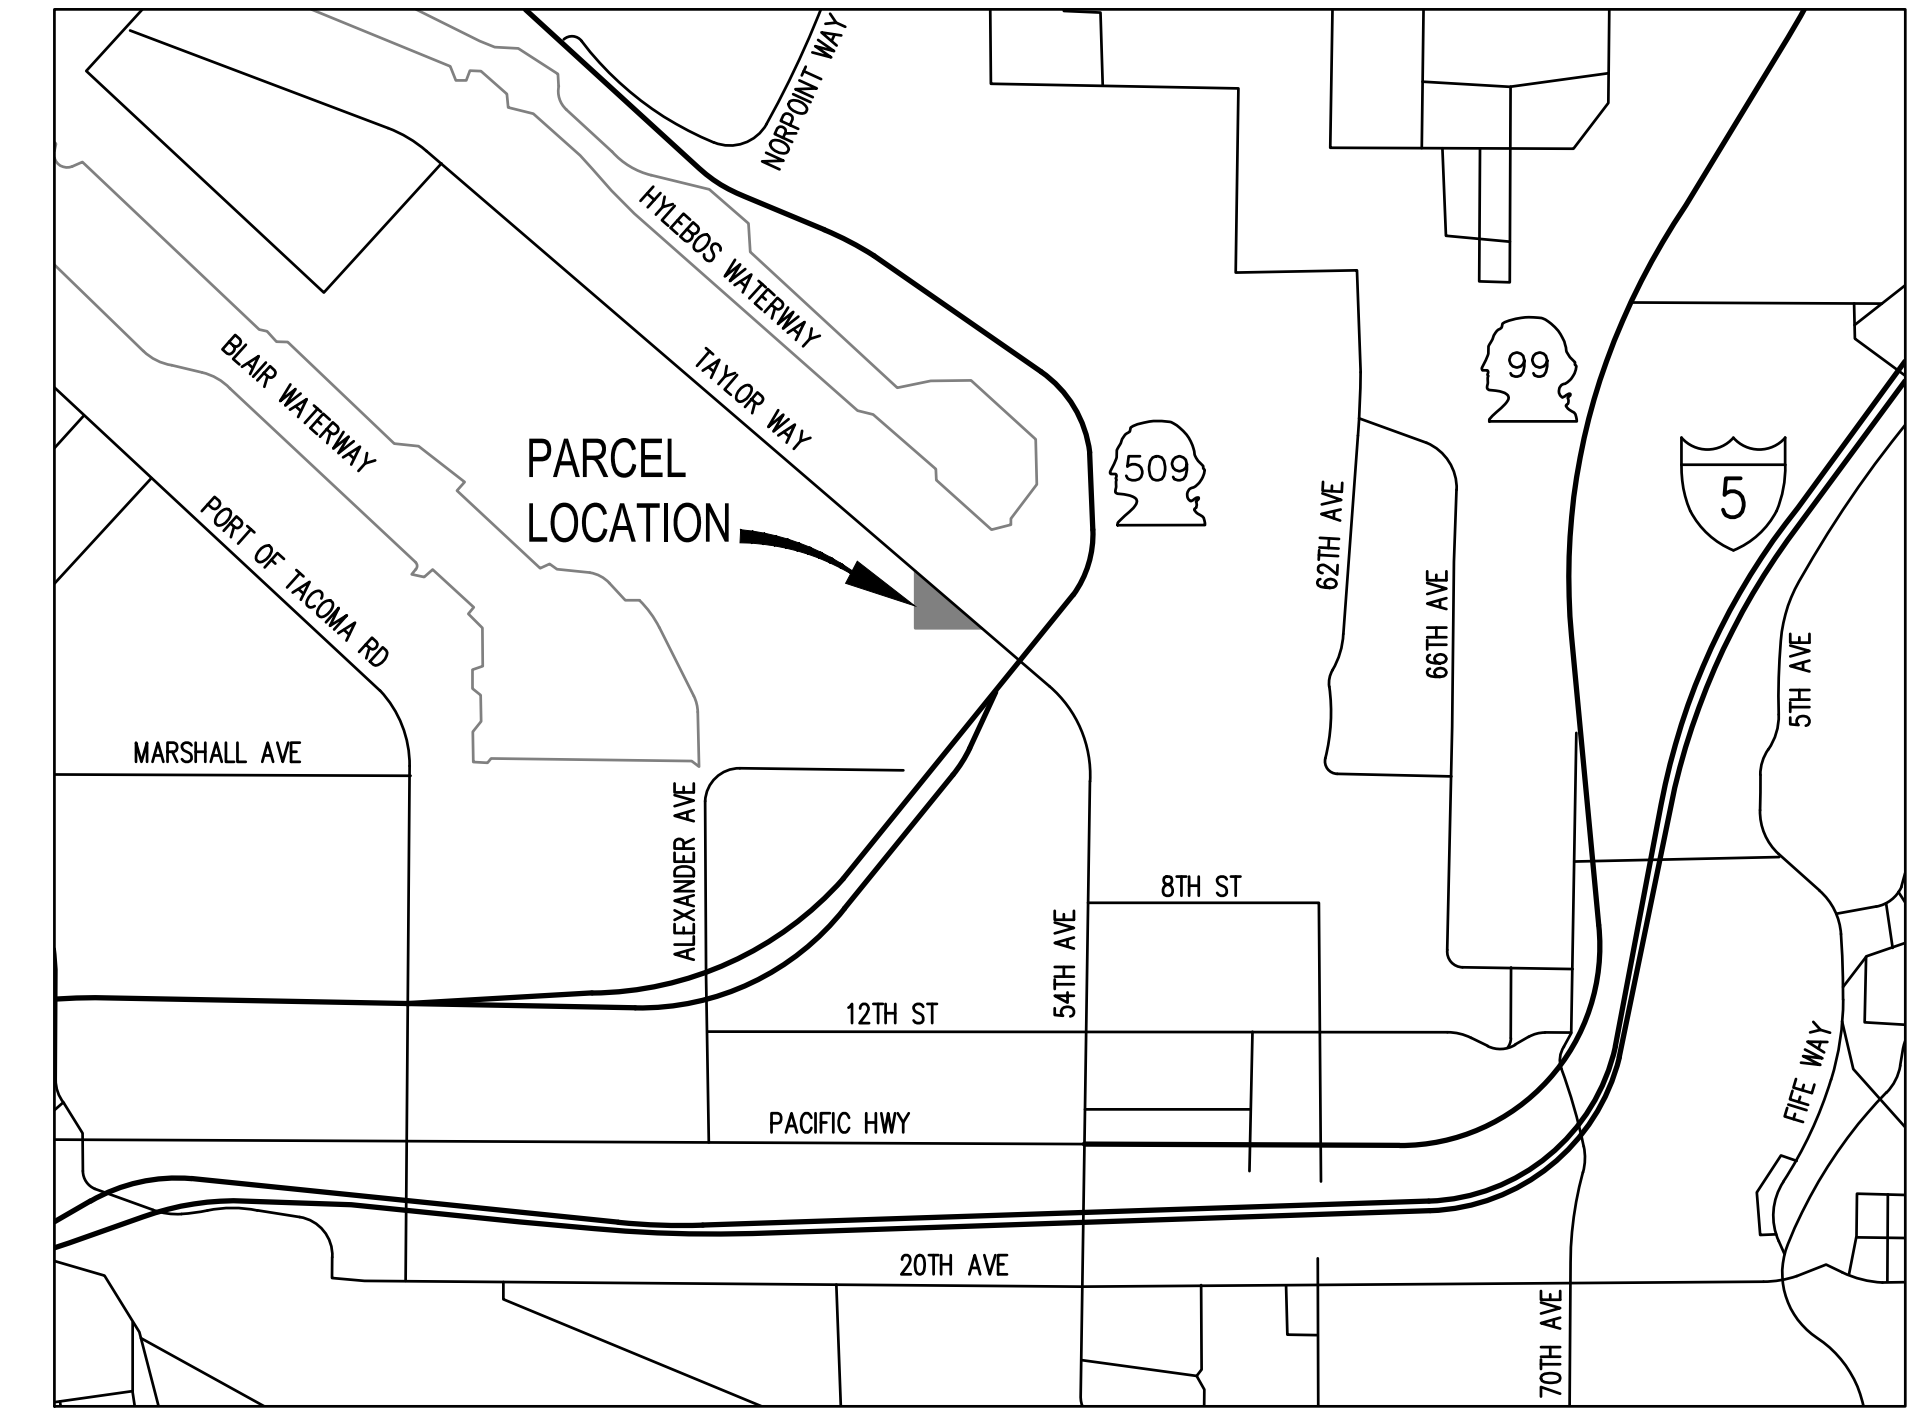 NORPOINT WAY
HYLEBOS WATERWAY
BLAIR WATERWAY
TAYLOR WAY
99
PARCEL
LOCATION
509
5
PORT OF TACOMA RD
62TH AVE
66TH AVE
5TH AVE
MARSHALL AVE
ALEXANDER AVE
8TH ST
54TH AVE
12TH ST
FIFE WAY
PACIFIC HWY
20TH AVE
70TH AVE